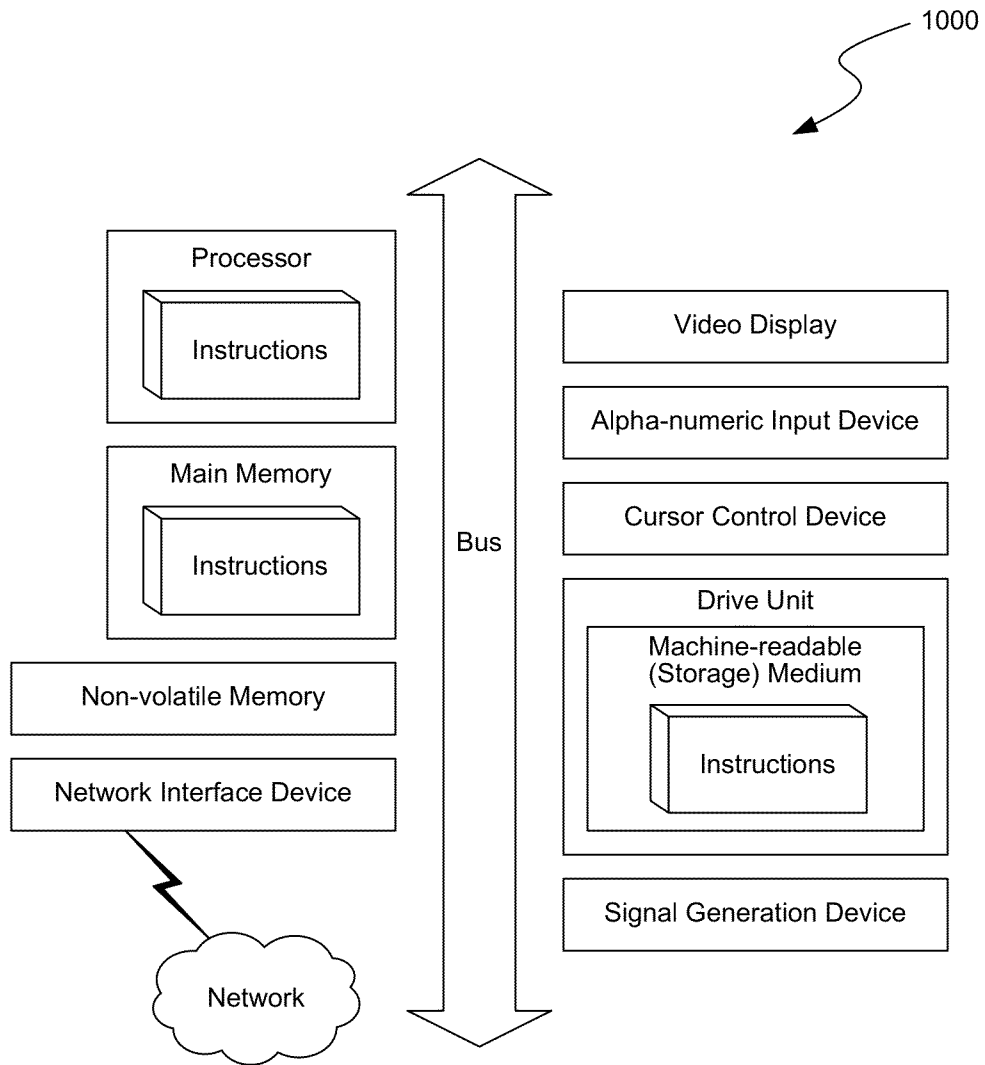 1000
Processor
Instructions
Main Memory
Instructions
Non-volatile Memory
Network Interface Device
Network
Bus
Video Display
Alpha-numeric Input Device
Cursor Control Device
Drive Unit
Machine-readable
(Storage) Medium
Instructions
Signal Generation Device